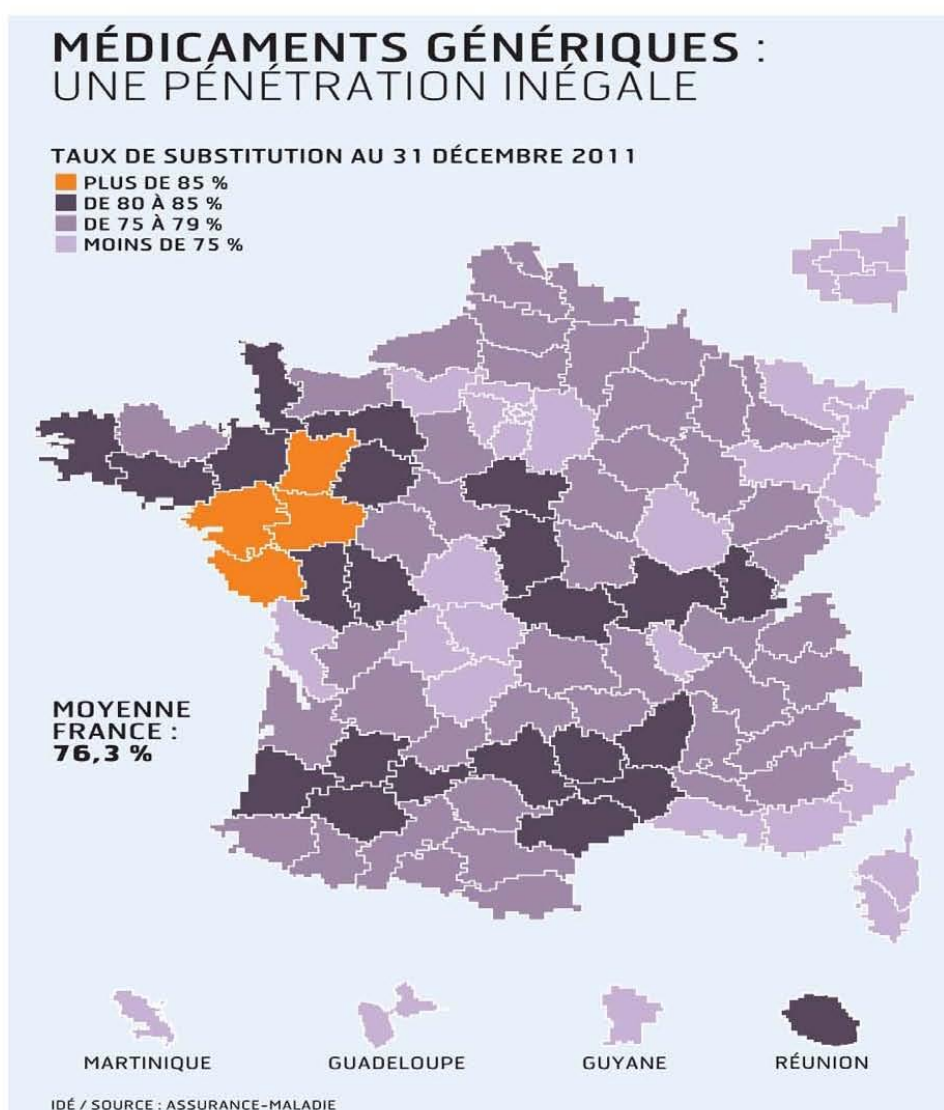 MÉDICAMENTS GÉNÉRIQUES :
UNE PÉNÉTRATION INÉGALE
TAUX DE SUBSTITUTION AU 31 DÉCEMBRE 2011
PLUS DE 85 %
DE 80 À 85 %
DE 75 À 79 %
MOINS DE 75 %
MOYENNE
FRANCE :
76,3 %
MARTINIQUE
GUADELOUPE
GUYANE
RÉUNION
IDÉ / SOURCE : ASSURANCE-MALADIE